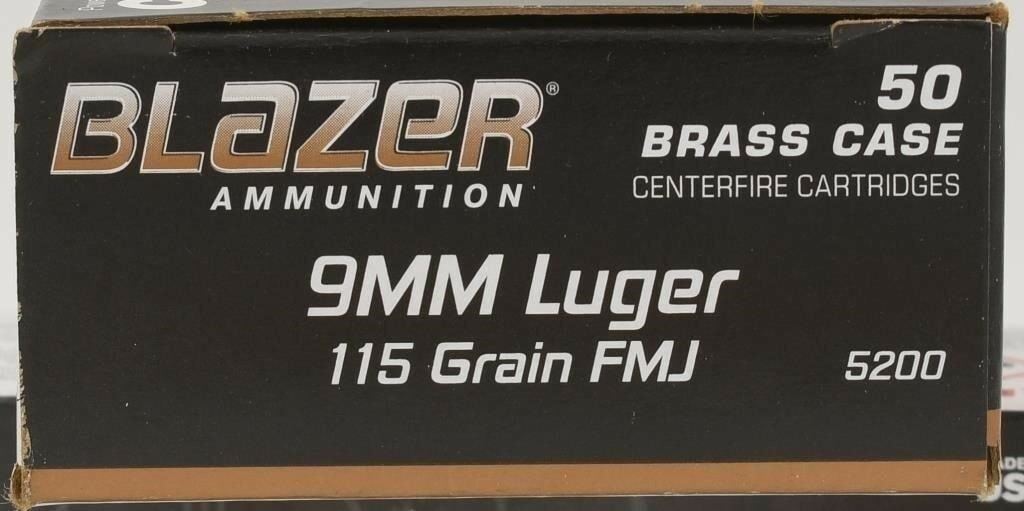 BLazer®
AMMUNITION
50
BRASS CASE
CENTERFIRE CARTRIDGES
9MM Luger
115 Grain FMJ
5200